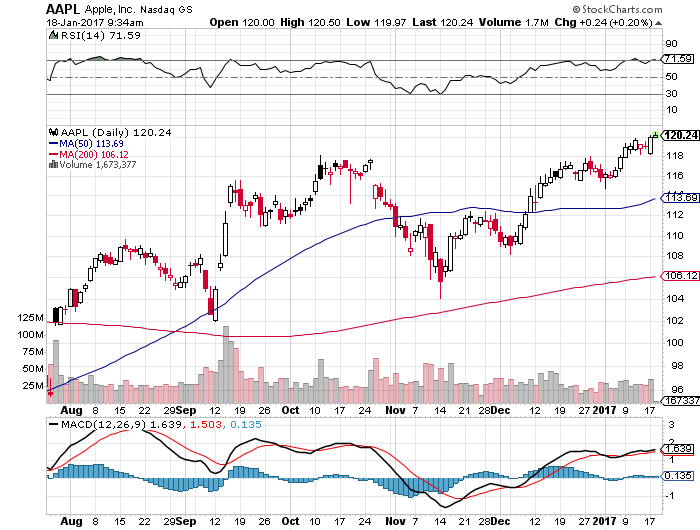 AAPL Apple, Inc. Nasdaq GS
© StockCharts.com
18-Jan-2017 9:34am
Open 120.00 High 120.50 Low 119.97 Last 120.24 Volume 1.7M Chg +0.24 (+0.20%)
RSI(14) 71.59
90
71.59
50
30
10
AAPL (Daily) 120.24
MA(50) 113.69
MA(200) 106.12
Volume 1,673,377
120.24
118
116
114
113.69
112
110
108
106.12
104
102
100
98
96
125M
100M
75M
50M
25M
1673377
Aug 8 15 22 29 Sep 12 19 26 Oct 10 17 24 Nov 7 14 21 28 Dec 12 19 27 2017 9 17
MACD(12,26,9) 1.639, 1.503, 0.135
3
2
1.639
0.135
-1
Aug 8 15 22 29 Sep 12 19 26 Oct 10 17 24 Nov 7 14 21 28 Dec 12 19 27 2017 9 17